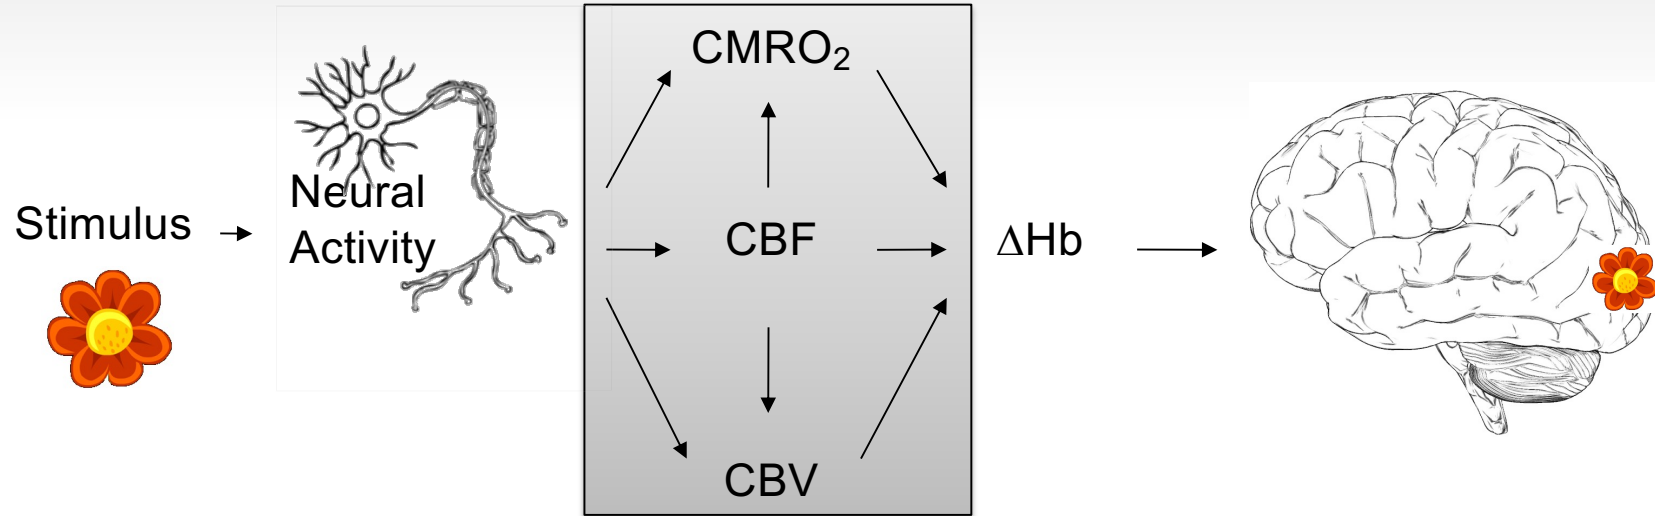 Stimulus
Neural
Activity
CMRO₂
CBF
CBV
ΔHb